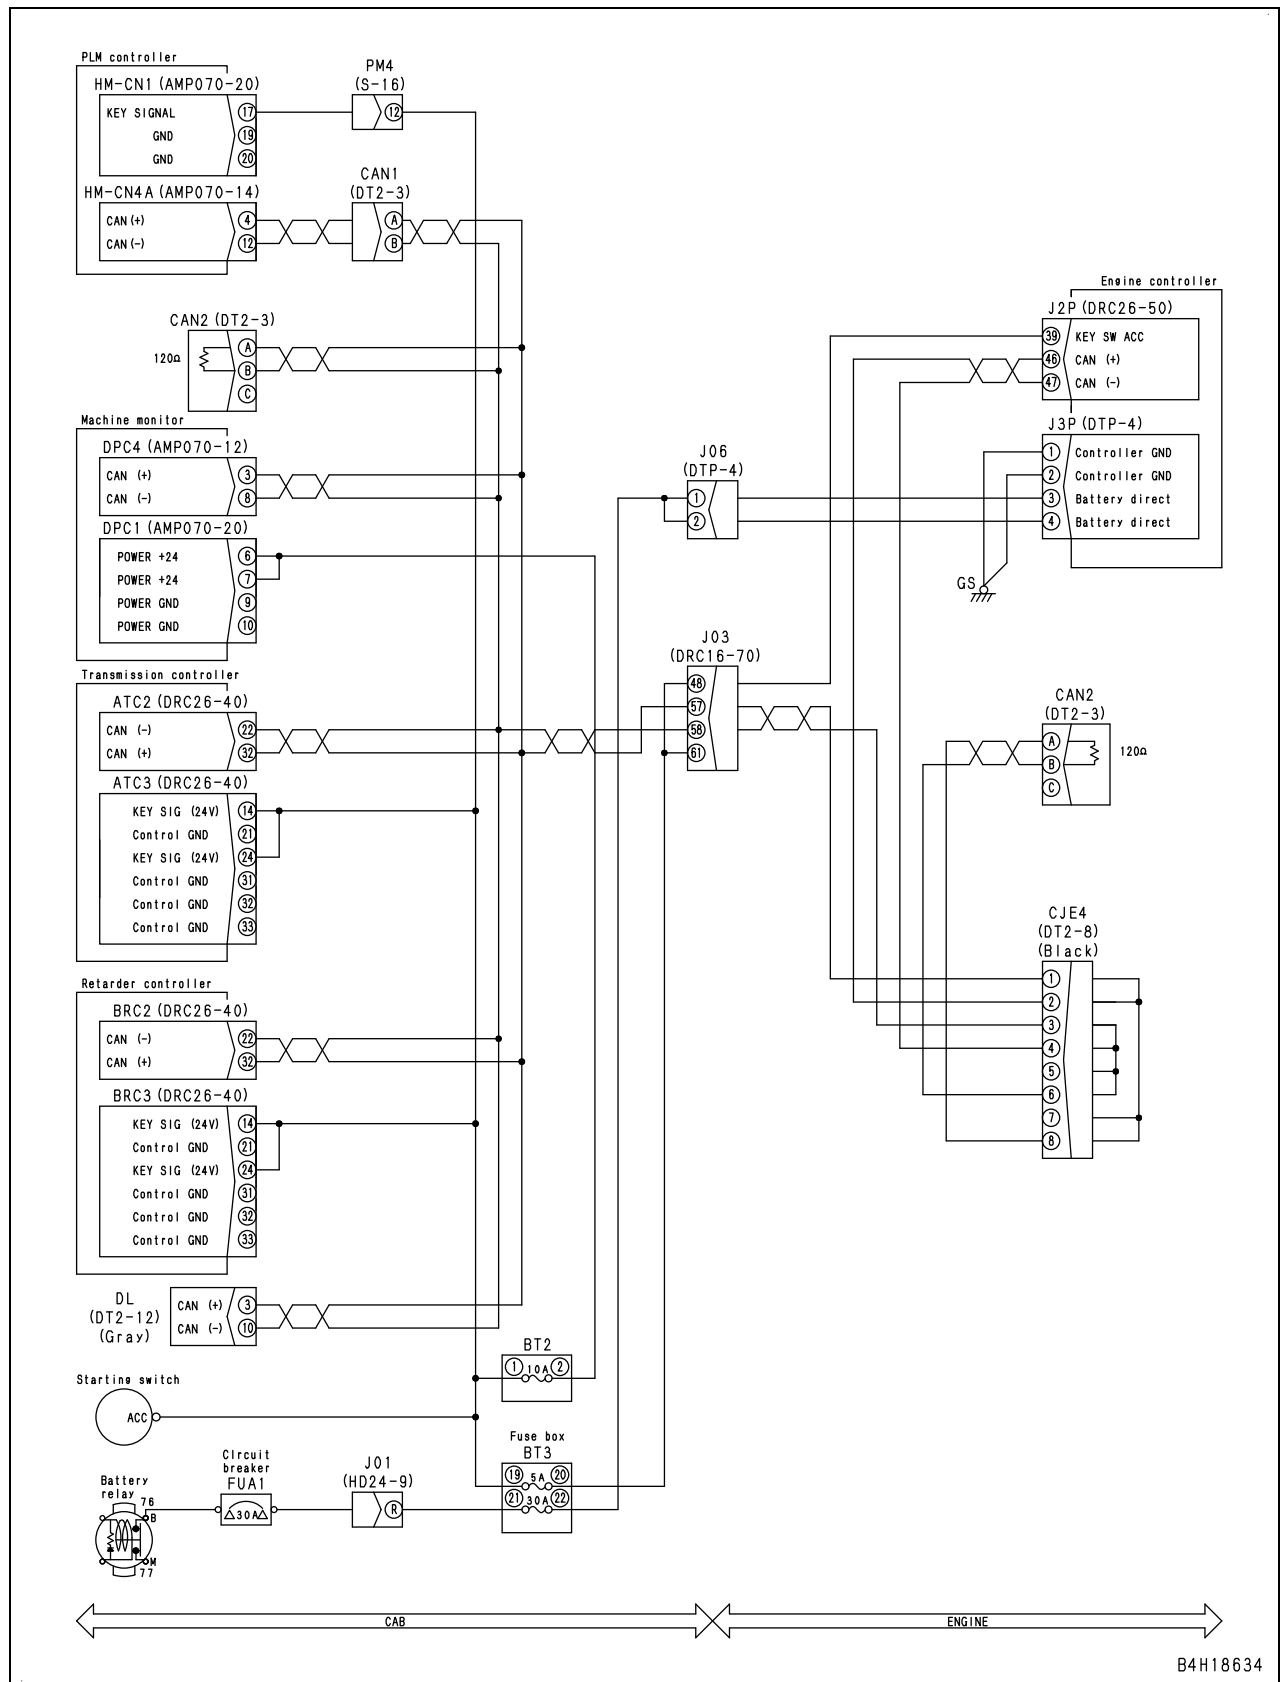 PLM controller
HM-CN1 (AMP070-20)
KEY SIGNAL 17
GND 19
GND 20
PM4
(S-16)
12
HM-CN4A (AMP070-14)
CAN (+) 4
CAN (-) 12
CAN1
(DT2-3)
A
B
CAN2 (DT2-3)
120Ω
A
B
C
Machine monitor
DPC4 (AMP070-12)
CAN (+) 3
CAN (-) 8
DPC1 (AMP070-20)
POWER +24 6
POWER +24 7
POWER GND 9
POWER GND 10
Transmission controller
ATC2 (DRC26-40)
CAN (-) 22
CAN (+) 32
ATC3 (DRC26-40)
KEY SIG (24V) 14
Control GND 21
KEY SIG (24V) 24
Control GND 31
Control GND 32
Control GND 33
Retarder controller
BRC2 (DRC26-40)
CAN (-) 22
CAN (+) 32
BRC3 (DRC26-40)
KEY SIG (24V) 14
Control GND 21
KEY SIG (24V) 24
Control GND 31
Control GND 32
Control GND 33
DL
(DT2-12)
(Gray)
CAN (+) 3
CAN (-) 10
Starting switch
ACC
BT2
1 10A 2
Fuse box
BT3
19 5A 20
21 30A 22
Battery
relay
76
B
M
77
Circuit
breaker
FUA1
30A
J01
(HD24-9)
R
J06
(DTP-4)
1
2
J03
(DRC16-70)
48
57
58
61
Engine controller
J2P (DRC26-50)
39 KEY SW ACC
46 CAN (+)
47 CAN (-)
J3P (DTP-4)
1 Controller GND
2 Controller GND
3 Battery direct
4 Battery direct
GS
CAN2
(DT2-3)
A
B
C
120Ω
CJE4
(DT2-8)
(Black)
1
2
3
4
5
6
7
8
CAB
ENGINE
B4H18634